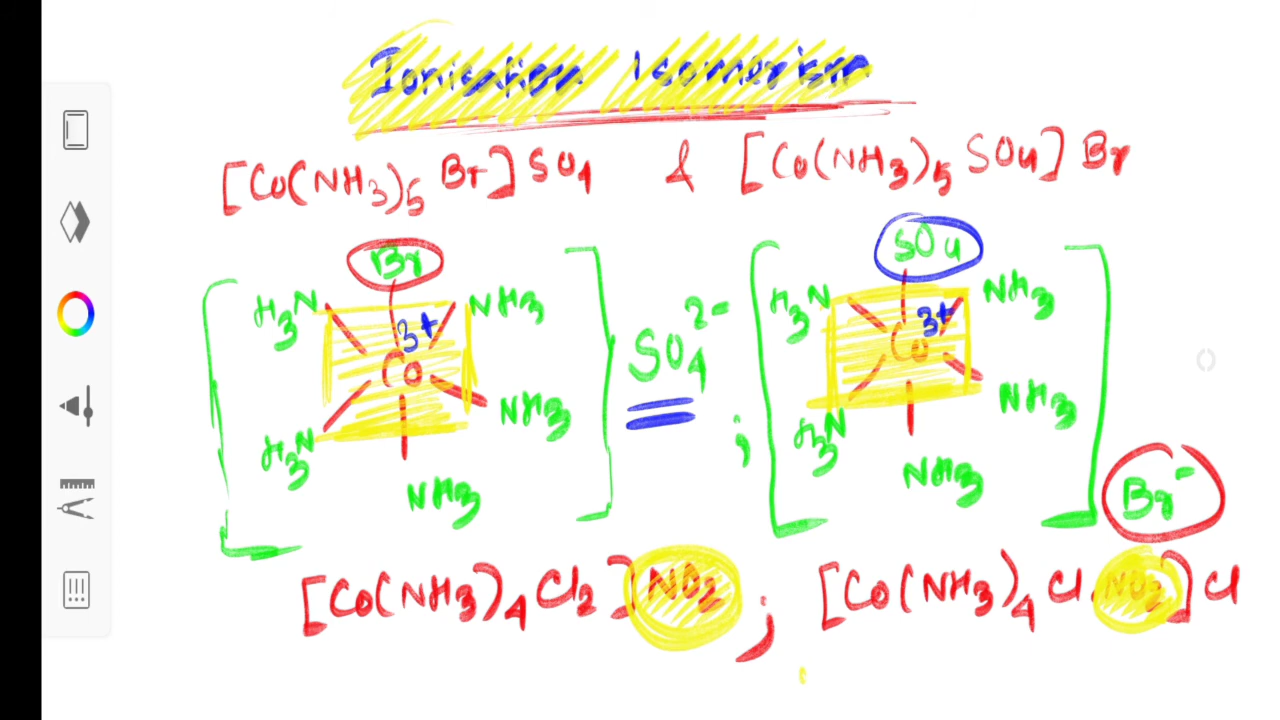 Ionisation Isomerism
[Co(NH3)5 Br]SO4 & [Co(NH3)5 SO4]Br
Br SO4
H3N NH3 H3N NH3
3+ 3+
Co SO4 2- Co
H3N NH3 ; H3N NH3
NH3 NH3 Br-
[Co(NH3)4 Cl2]NO2 ; [Co(NH3)4 Cl NO2]Cl